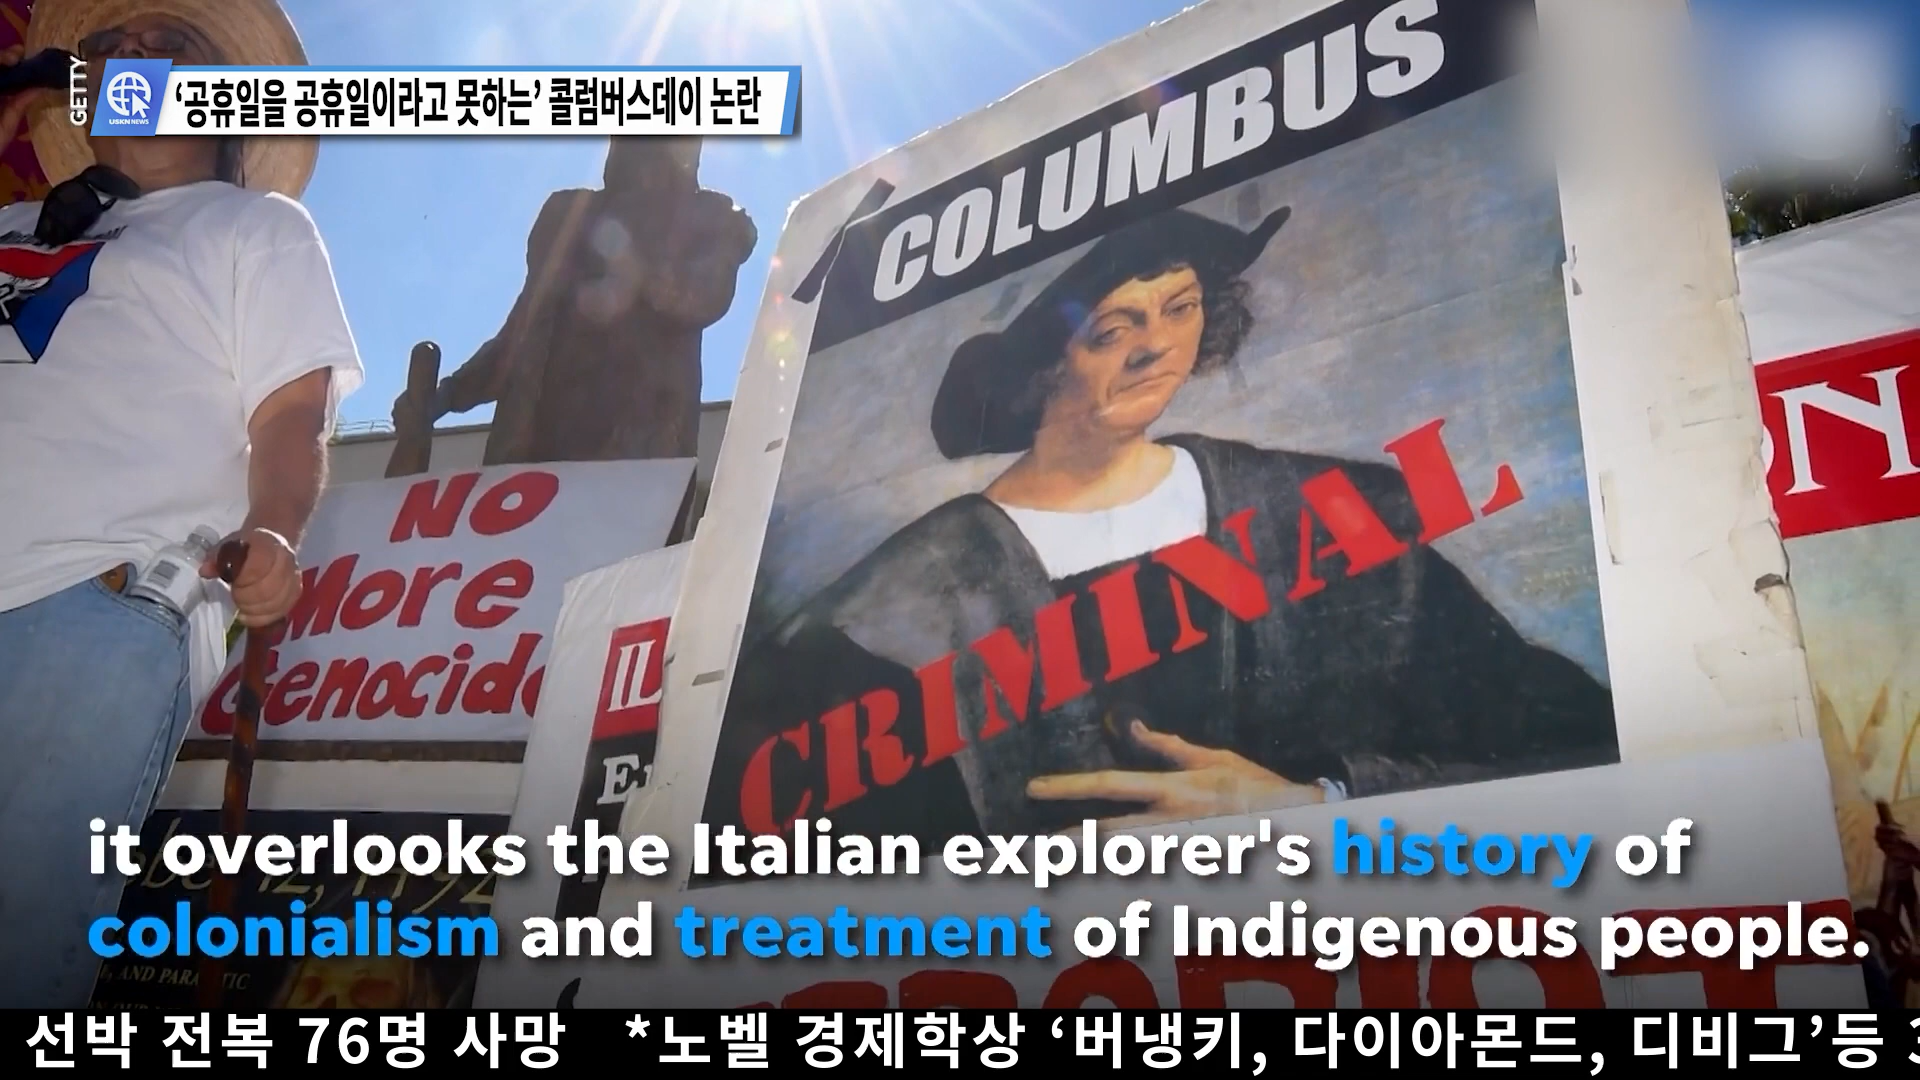 GETTY
USKN NEWS
‘공휴일을 공휴일이라고 못하는’ 콜럼버스데이 논란
COLUMBUS
CRIMINAL
NO
More
Genocide
it overlooks the Italian explorer's history of
colonialism and treatment of Indigenous people.
선박 전복 76명 사망 *노벨 경제학상 ‘버냉키, 다이아몬드, 디비그’등 3